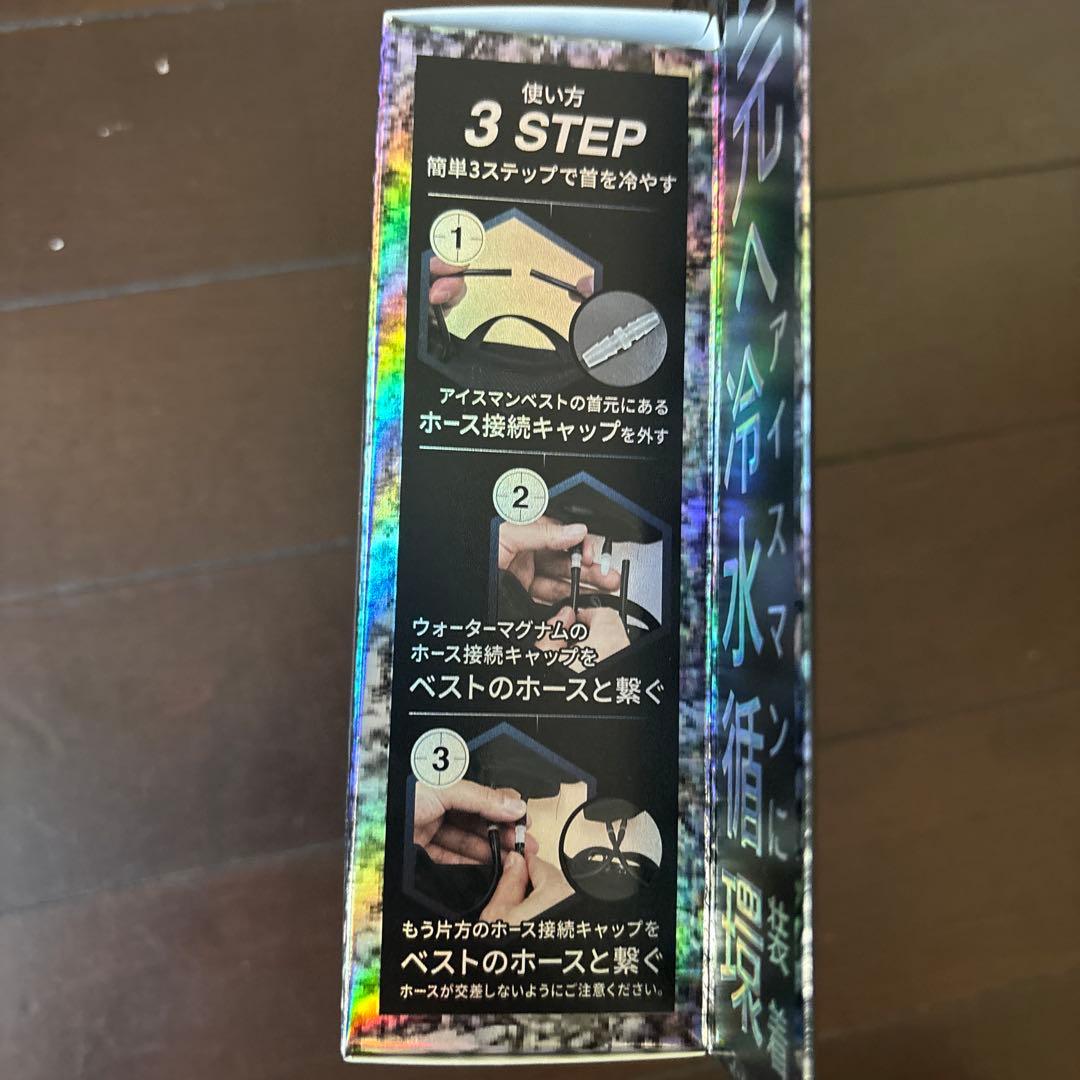 使い方
3 STEP
簡単3ステップで首を冷やす
1
アイスマンベストの首元にある
ホース接続キャップを外す
2
ウォーターマグナムの
ホース接続キャップを
ベストのホースと繋ぐ
3
もう片方のホース接続キャップを
ベストのホースと繋ぐ
ホースが交差しないようにご注意ください。
元へ冷水循環
アイスマンに装着